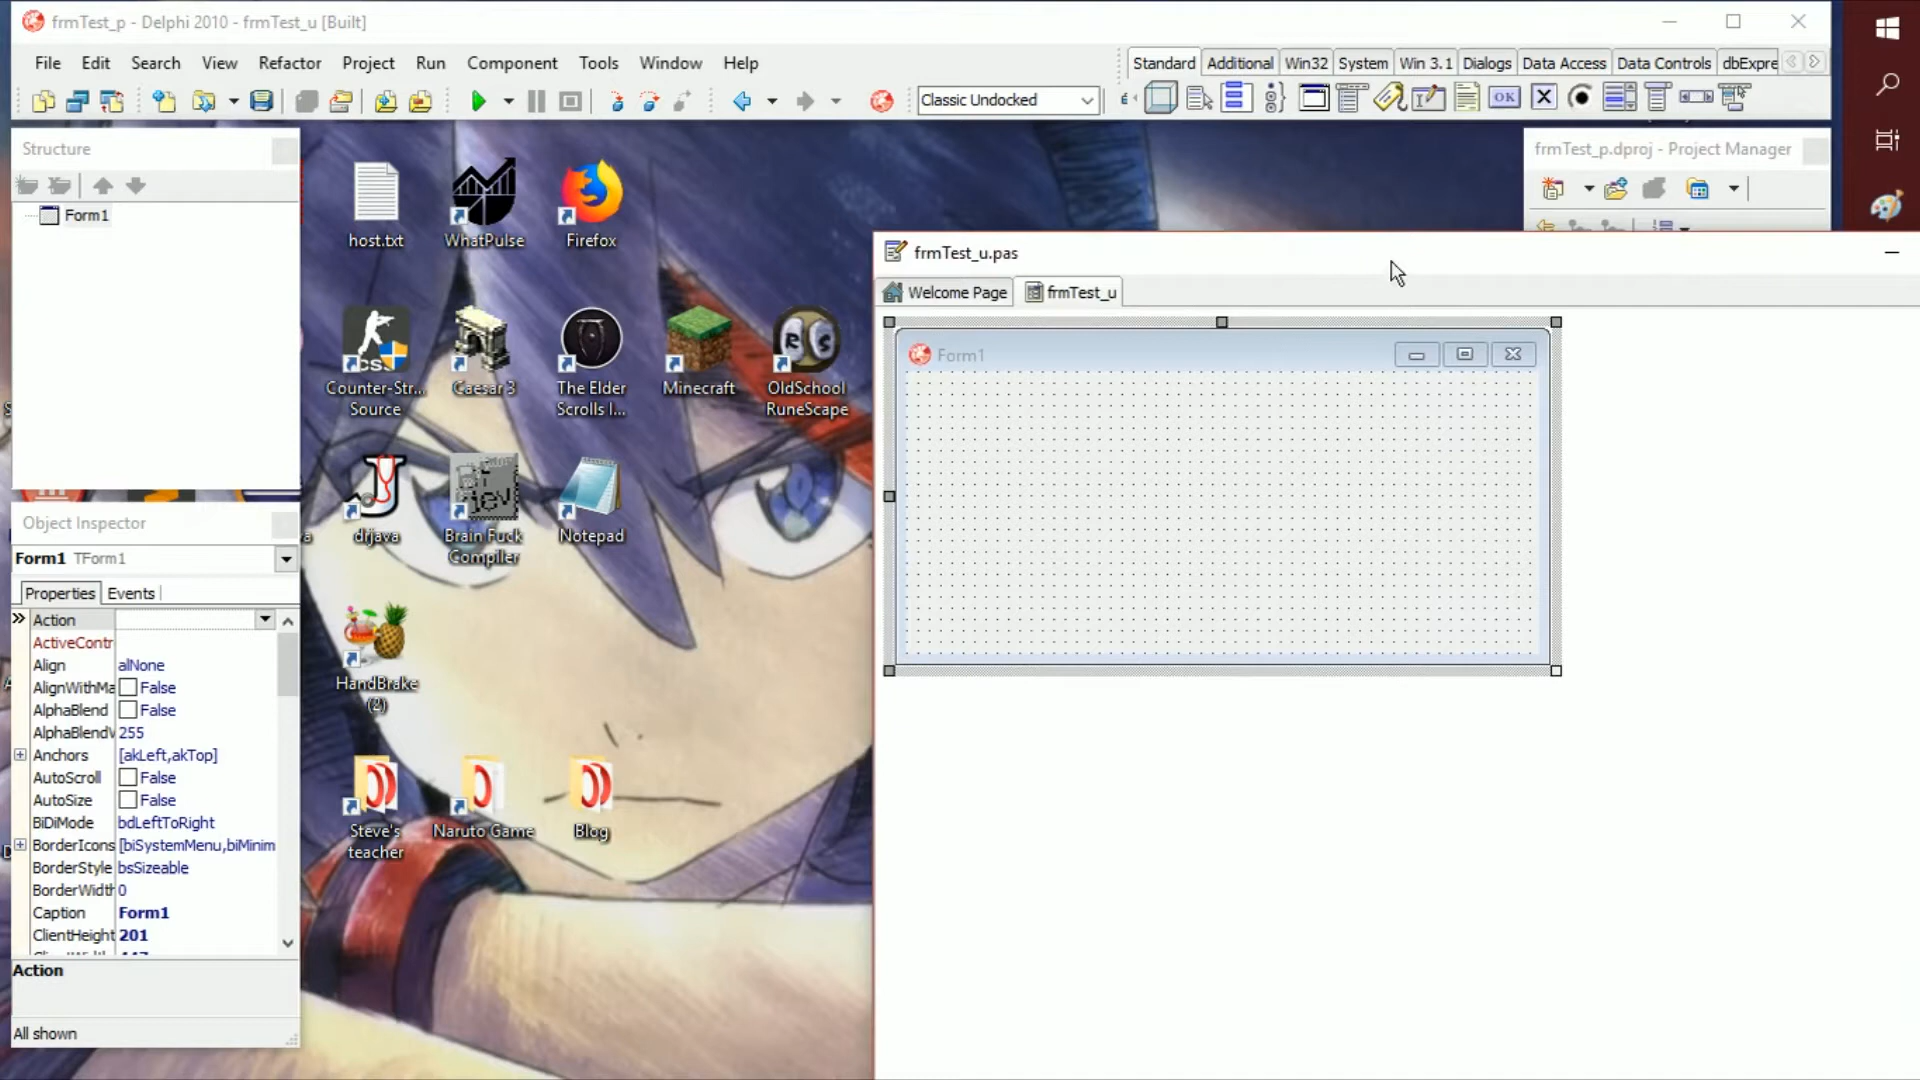 frmTest_p - Delphi 2010 - frmTest_u [Built]
File Edit Search View Refactor Project Run Component Tools Window Help
Standard Additional Win32 System Win 3.1 Dialogs Data Access Data Controls dbExpre
Classic Undocked
OK
Structure
Form1
frmTest_p.dproj - Project Manager
host.txt
WhatPulse
Firefox
frmTest_u.pas
Welcome Page
frmTest_u
Form1
Counter-Str...
Source
Caesar 3
The Elder
Scrolls I...
Minecraft
OldSchool
RuneScape
drjava
Brain Fuck
Compiler
Notepad
HandBrake
(2)
Steve's
teacher
Naruto Game
Blog
Object Inspector
Form1 TForm1
Properties Events
Action
ActiveContr
Align alNone
AlignWithMa False
AlphaBlend False
AlphaBlendV 255
Anchors [akLeft,akTop]
AutoScroll False
AutoSize False
BiDiMode bdLeftToRight
BorderIcons [biSystemMenu,biMinim
BorderStyle bsSizeable
BorderWidth 0
Caption Form1
ClientHeight 201
Action
All shown